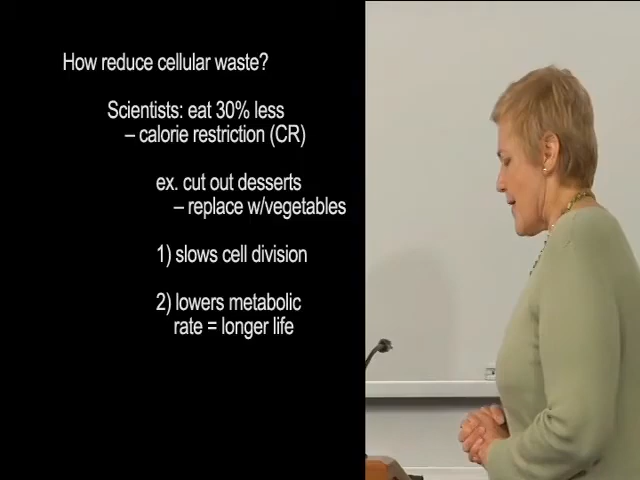 How reduce cellular waste?
Scientists: eat 30% less
– calorie restriction (CR)
ex. cut out desserts
– replace w/vegetables
1) slows cell division
2) lowers metabolic
rate = longer life